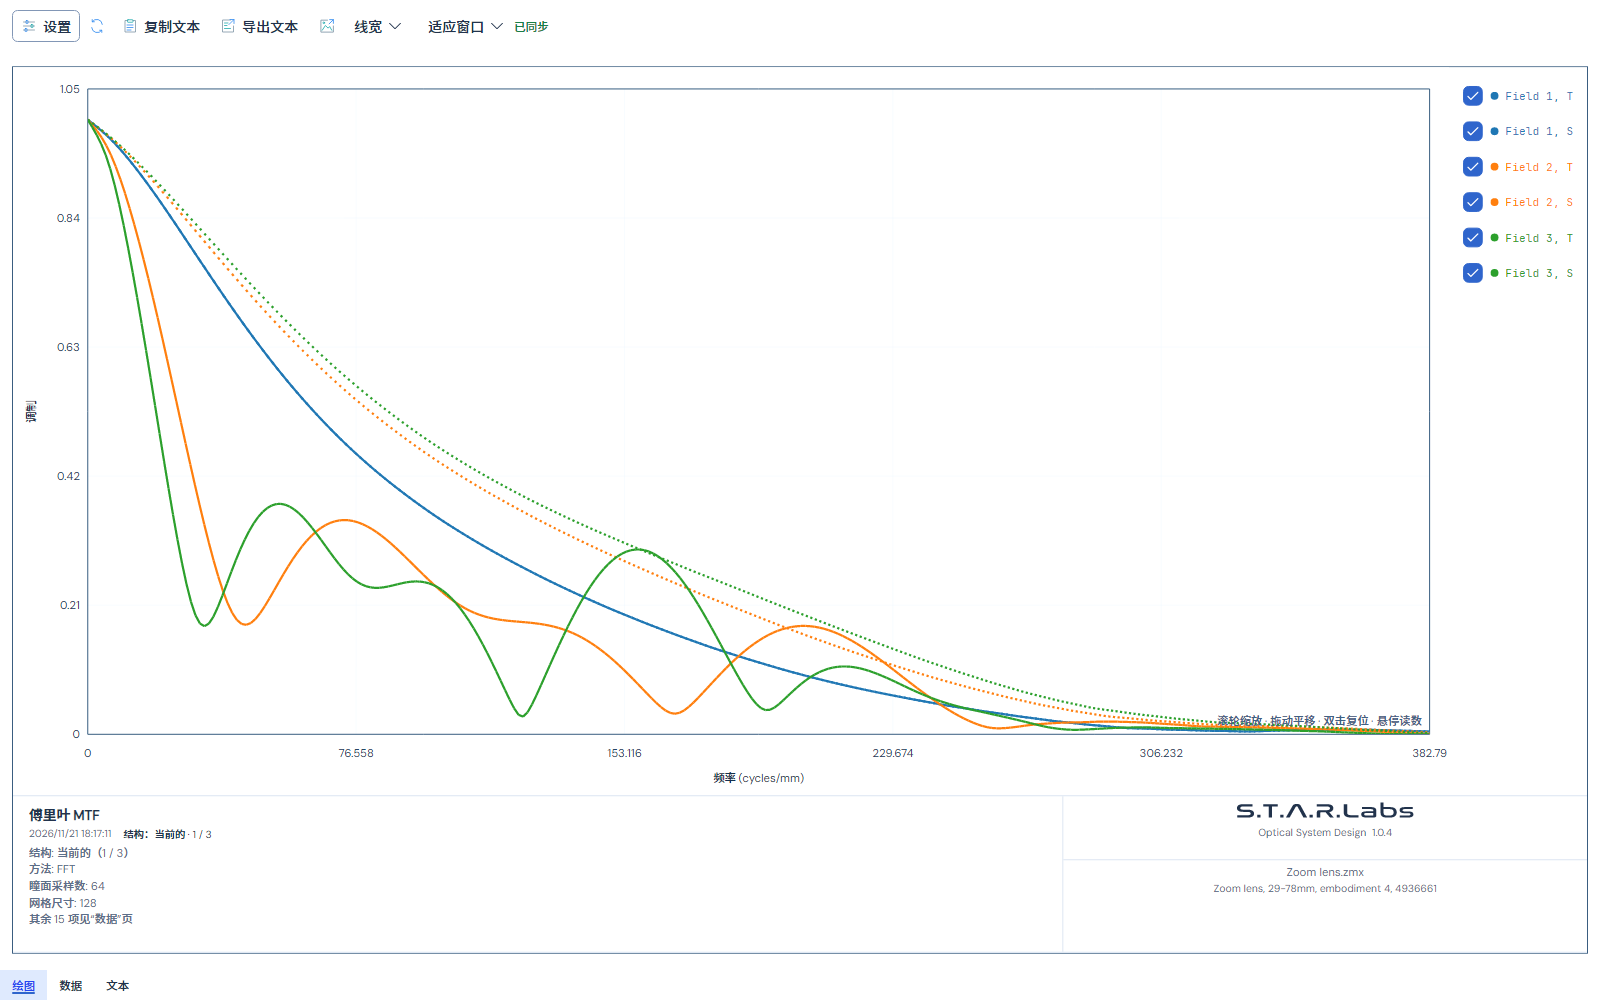 设置 复制文本 导出文本 线宽 适应窗口 已同步
1.05
0.84
0.63
0.42
0.21
0
调制
0 76.558 153.116 229.674 306.232 382.79
频率 (cycles/mm)
滚轮缩放 · 拖动平移 · 双击复位 · 悬停读数
Field 1, T
Field 1, S
Field 2, T
Field 2, S
Field 3, T
Field 3, S
傅里叶 MTF
2026/11/21 18:17:11 结构: 当前的 · 1 / 3
结构: 当前的（1 / 3）
方法: FFT
瞳面采样数: 64
网格尺寸: 128
其余 15 项见“数据”页
S.T.A.R.Labs
Optical System Design 1.0.4
Zoom lens.zmx
Zoom lens, 29-78mm, embodiment 4, 4936661
绘图 数据 文本